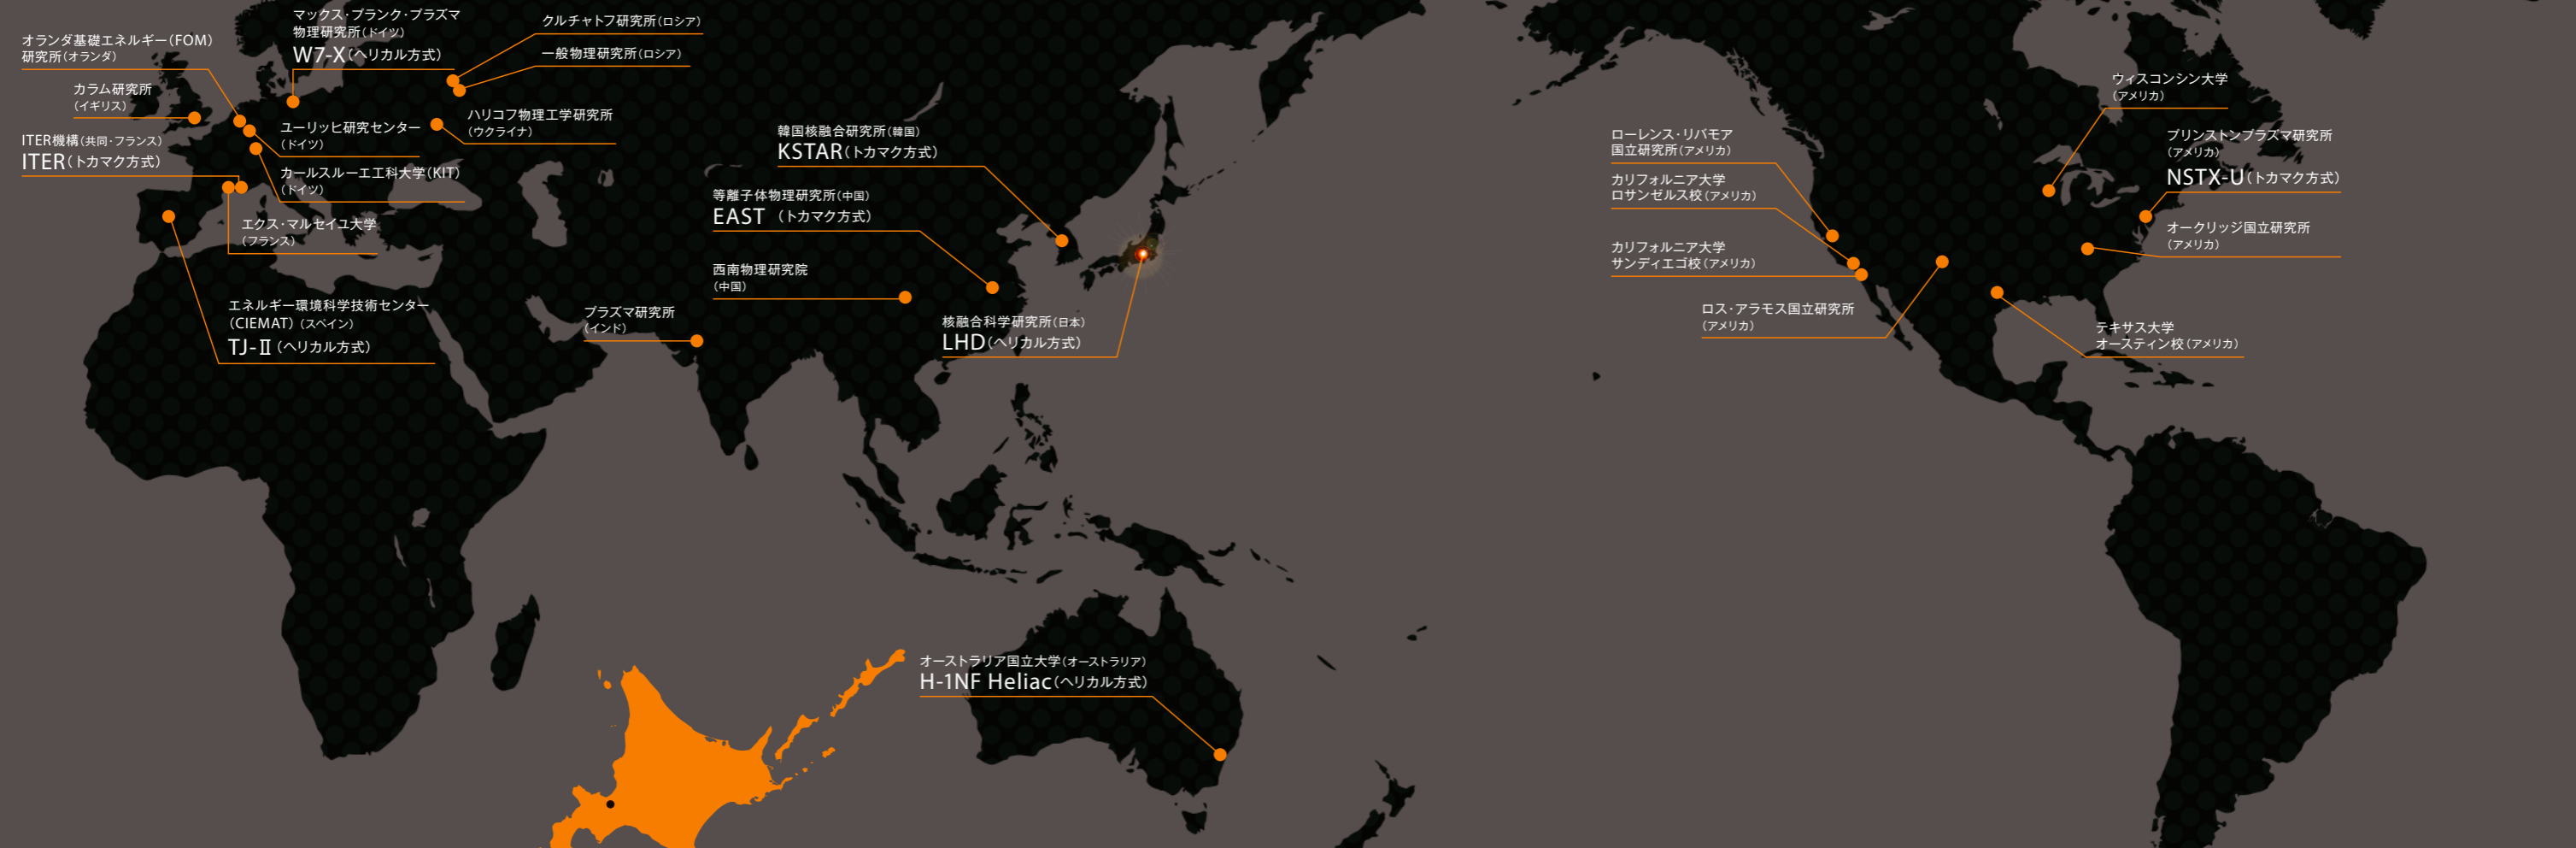 マックス・プランク・プラズマ
物理研究所(ドイツ)
W7-X(ヘリカル方式)
クルチャトフ研究所(ロシア)
一般物理研究所(ロシア)
オランダ基礎エネルギー(FOM)
研究所(オランダ)
カラム研究所
(イギリス)
ハリコフ物理工学研究所
(ウクライナ)
ユーリッヒ研究センター
(ドイツ)
ITER機構(共同・フランス)
ITER(トカマク方式)
カールスルーエ工科大学(KIT)
(ドイツ)
エクス・マルセイユ大学
(フランス)
エネルギー環境科学技術センター
(CIEMAT)(スペイン)
TJ-Ⅱ(ヘリカル方式)
韓国核融合研究所(韓国)
KSTAR(トカマク方式)
等離子体物理研究所(中国)
EAST (トカマク方式)
西南物理研究院
(中国)
プラズマ研究所
(インド)
核融合科学研究所(日本)
LHD(ヘリカル方式)
オーストラリア国立大学(オーストラリア)
H-1NF Heliac(ヘリカル方式)
ローレンス・リバモア
国立研究所(アメリカ)
カリフォルニア大学
ロサンゼルス校(アメリカ)
カリフォルニア大学
サンディエゴ校(アメリカ)
ロス・アラモス国立研究所
(アメリカ)
ウィスコンシン大学
(アメリカ)
プリンストンプラズマ研究所
(アメリカ)
NSTX-U(トカマク方式)
オークリッジ国立研究所
(アメリカ)
テキサス大学
オースティン校(アメリカ)